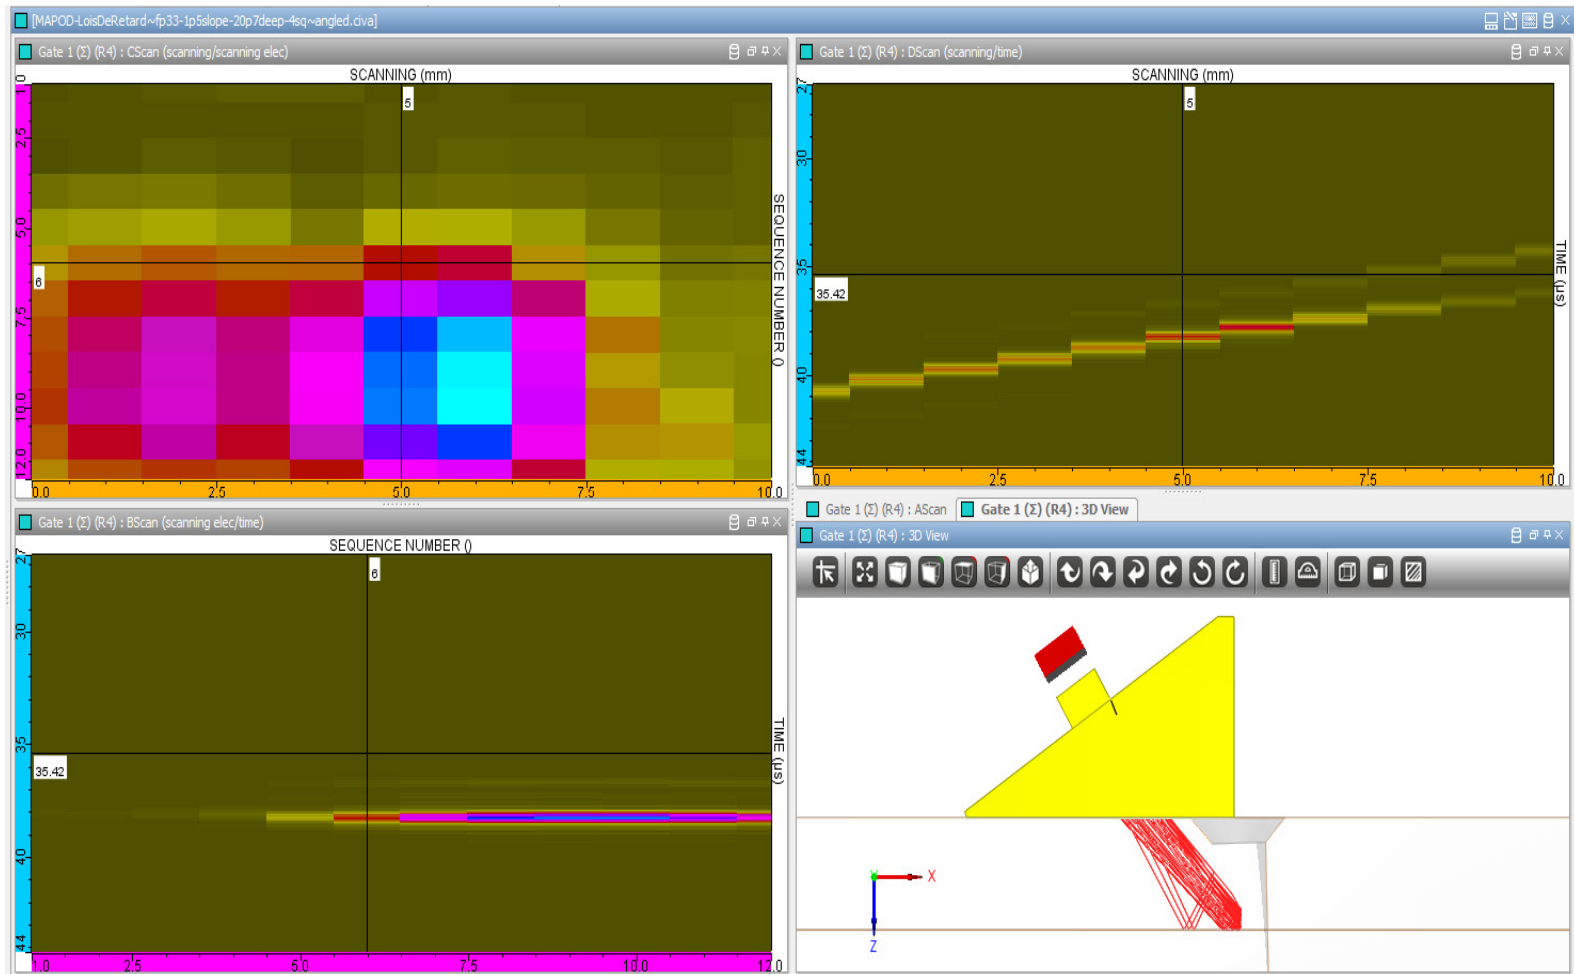 [MAPOD-LoisDeRetard~fp33-1p5slope-20p7deep-4sq~angled.civa]
Gate 1 (Σ) (R4) : CScan (scanning/scanning elec)
SCANNING (mm)
5
6
1.0
2.5
5.0
7.5
10.0
12.0
SEQUENCE NUMBER ()
0.0
2.5
5.0
7.5
10.0
Gate 1 (Σ) (R4) : DScan (scanning/time)
SCANNING (mm)
5
35.42
27
30
35
40
44
TIME (µs)
0.0
2.5
5.0
7.5
10.0
Gate 1 (Σ) (R4) : BScan (scanning elec/time)
SEQUENCE NUMBER ()
6
35.42
27
30
35
40
44
TIME (µs)
1.0
2.5
5.0
7.5
10.0
12.0
Gate 1 (Σ) (R4) : AScan
Gate 1 (Σ) (R4) : 3D View
Gate 1 (Σ) (R4) : 3D View
X
Z